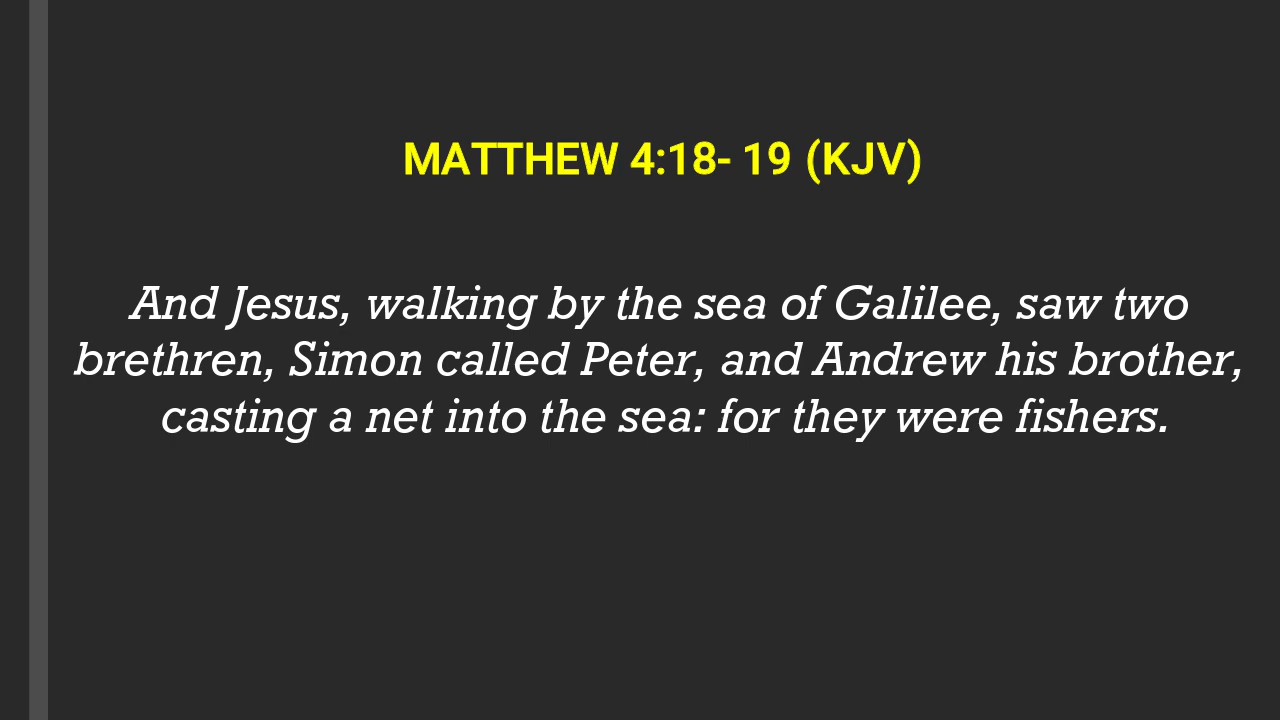 MATTHEW 4:18- 19 (KJV)
And Jesus, walking by the sea of Galilee, saw two
brethren, Simon called Peter, and Andrew his brother,
casting a net into the sea: for they were fishers.